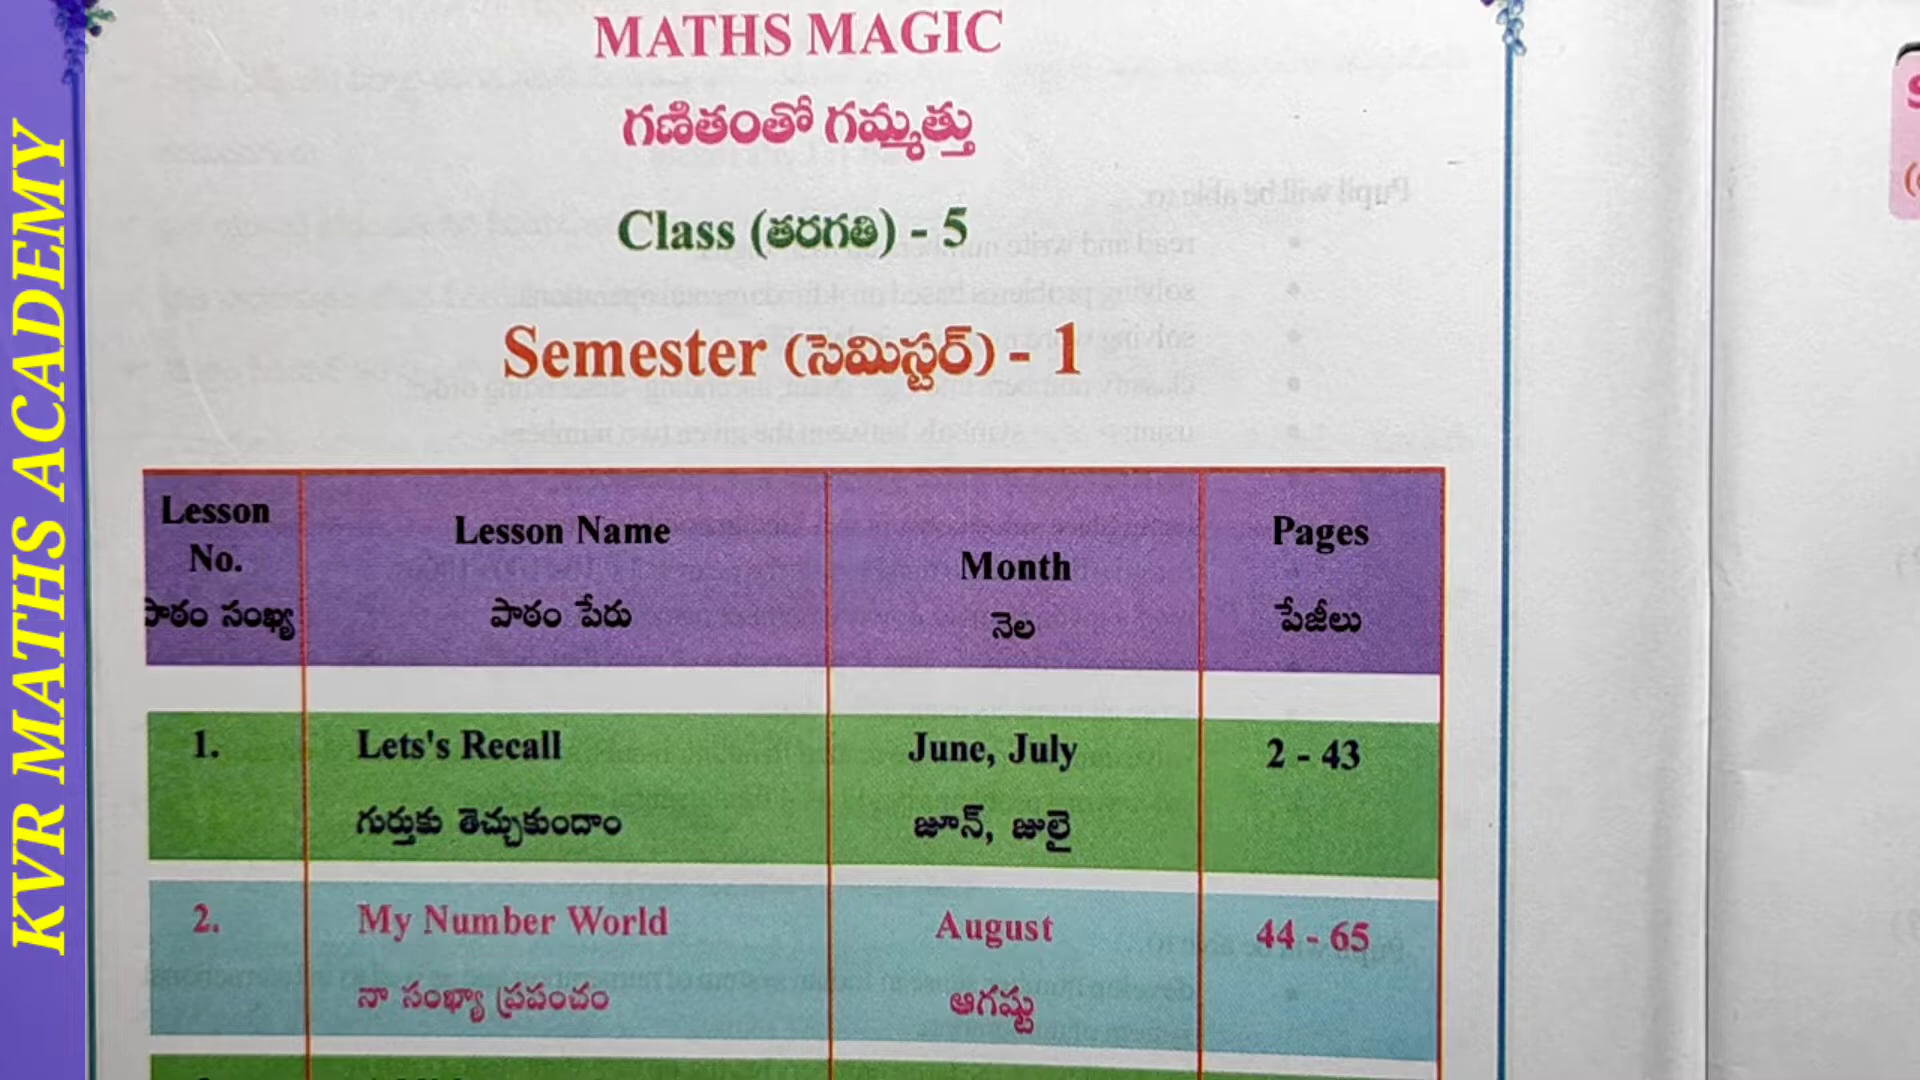 KVR MATHS ACADEMY
MATHS MAGIC
గణితంతో గమ్మత్తు
Class (తరగతి) - 5
Semester (సెమిస్టర్) - 1
Lesson No. పాఠం సంఖ్య
Lesson Name పాఠం పేరు
Month నెల
Pages పేజీలు
1. Lets's Recall June, July 2 - 43
గుర్తుకు తెచ్చుకుందాం జూన్, జులై
2. My Number World August 44 - 65
నా సంఖ్యా ప్రపంచం ఆగష్టు